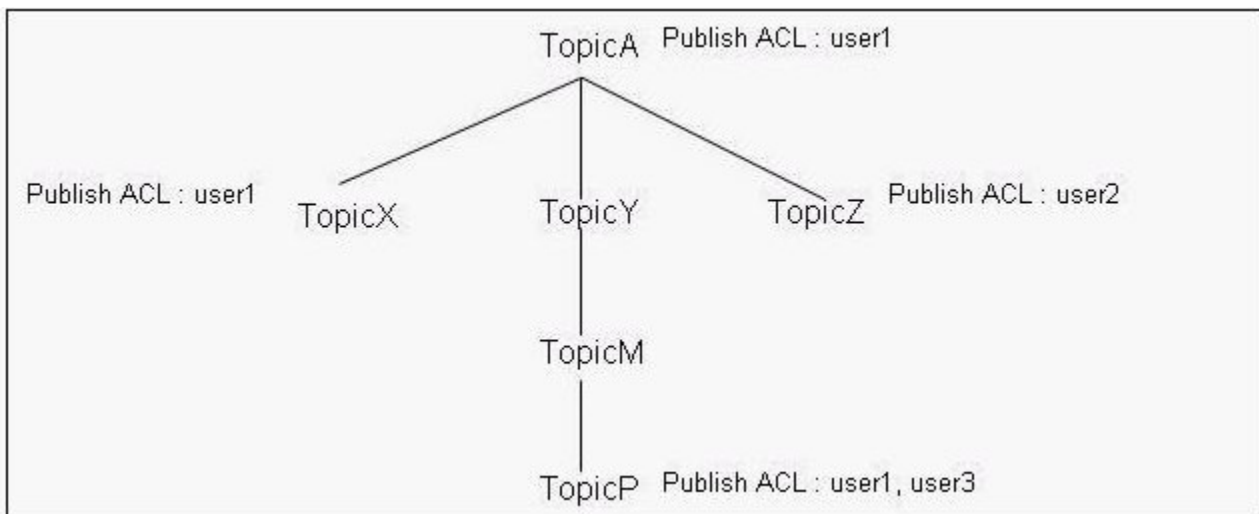 TopicA Publish ACL : user1
Publish ACL : user1 TopicX TopicY TopicZ Publish ACL : user2
TopicM
TopicP Publish ACL : user1, user3